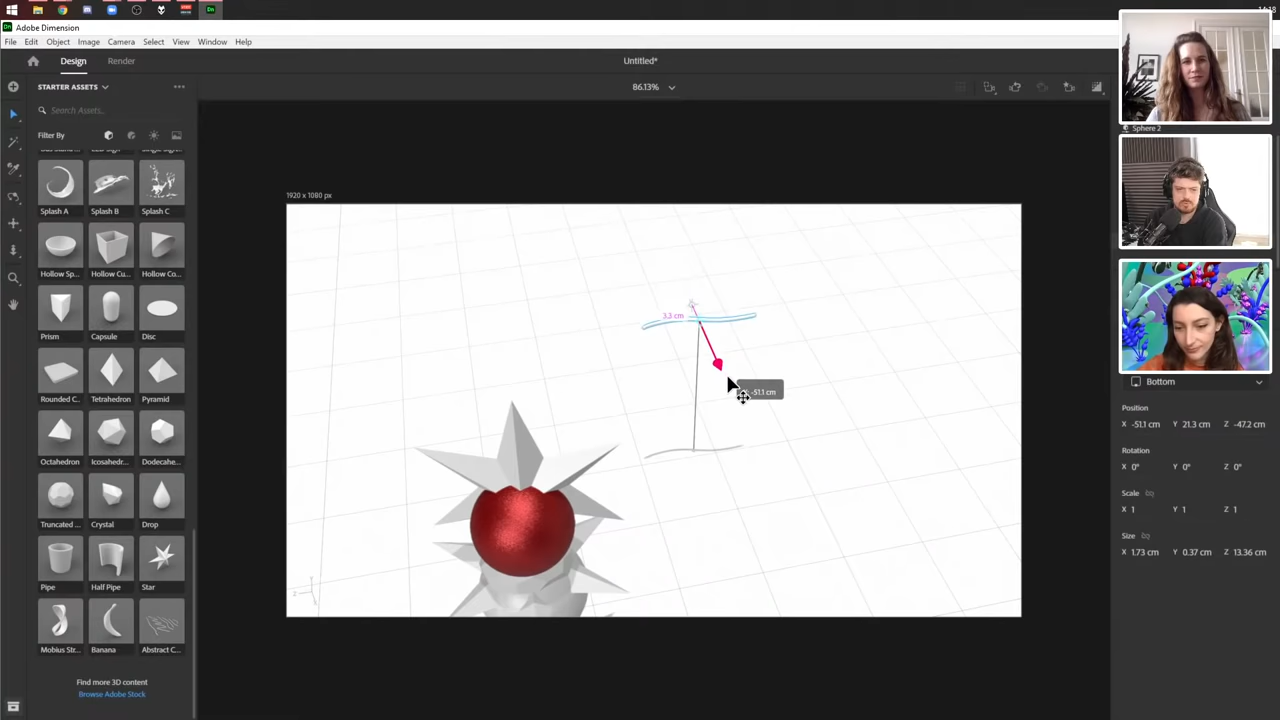 14:18
Adobe Dimension
File Edit Object Image Camera Select View Window Help
Design Render
Untitled*
STARTER ASSETS
86.13%
Search Assets..
Filter By
Sphere 2
1920 x 1080 px
Splash A Splash B Splash C
Hollow Sp... Hollow Cu... Hollow Co...
3.3 cm
Prism Capsule Disc
Bottom
-51.1 cm
Rounded C.. Tetrahedron Pyramid
Position
X -51.1 cm Y 21.3 cm Z -47.2 cm
Octahedron Icosahedr... Dodecahe...
Rotation
X 0° Y 0° Z 0°
Scale
X 1 Y 1 Z 1
Truncated ... Crystal Drop
Size
X 1.73 cm Y 0.37 cm Z 13.36 cm
Pipe Half Pipe Star
Mobius Str... Banana Abstract C...
Find more 3D content
Browse Adobe Stock